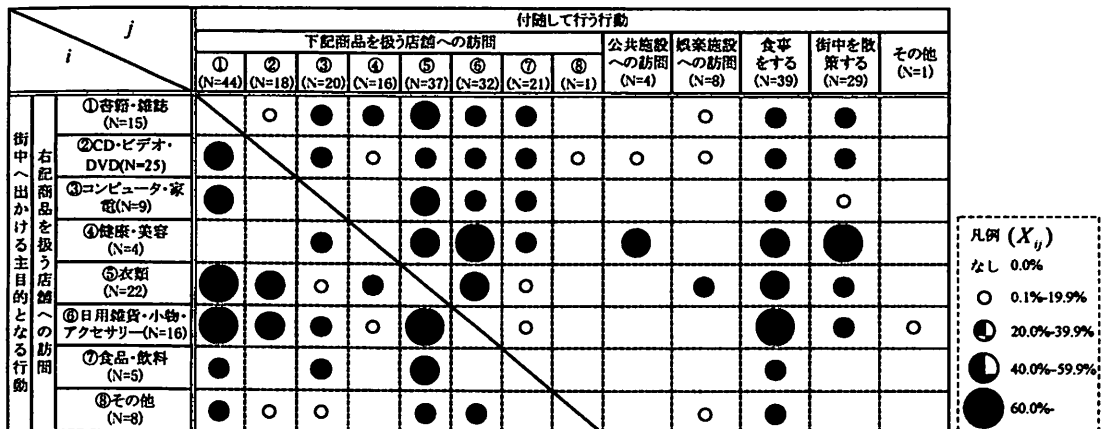 j
i
付随して行う行動
下記商品を扱う店舗への訪問
① (N=44)
② (N=18)
③ (N=20)
④ (N=16)
⑤ (N=37)
⑥ (N=32)
⑦ (N=21)
⑧ (N=1)
公共施設
への訪問
(N=4)
娯楽施設
への訪問
(N=8)
食事
をする
(N=39)
街中を散
策する
(N=29)
その他
(N=1)
街中へ出かける主目的となる行動
右記商品を扱う店舗への訪問
①書籍・雑誌
(N=15)
②CD・ビデオ・
DVD(N=25)
③コンピュータ・家
電(N=9)
④健康・美容
(N=4)
⑤衣類
(N=22)
⑥日用雑貨・小物・
アクセサリー(N=16)
⑦食品・飲料
(N=5)
⑧その他
(N=8)
凡例 (Xij)
なし 0.0%
0.1%-19.9%
20.0%-39.9%
40.0%-59.9%
60.0%-